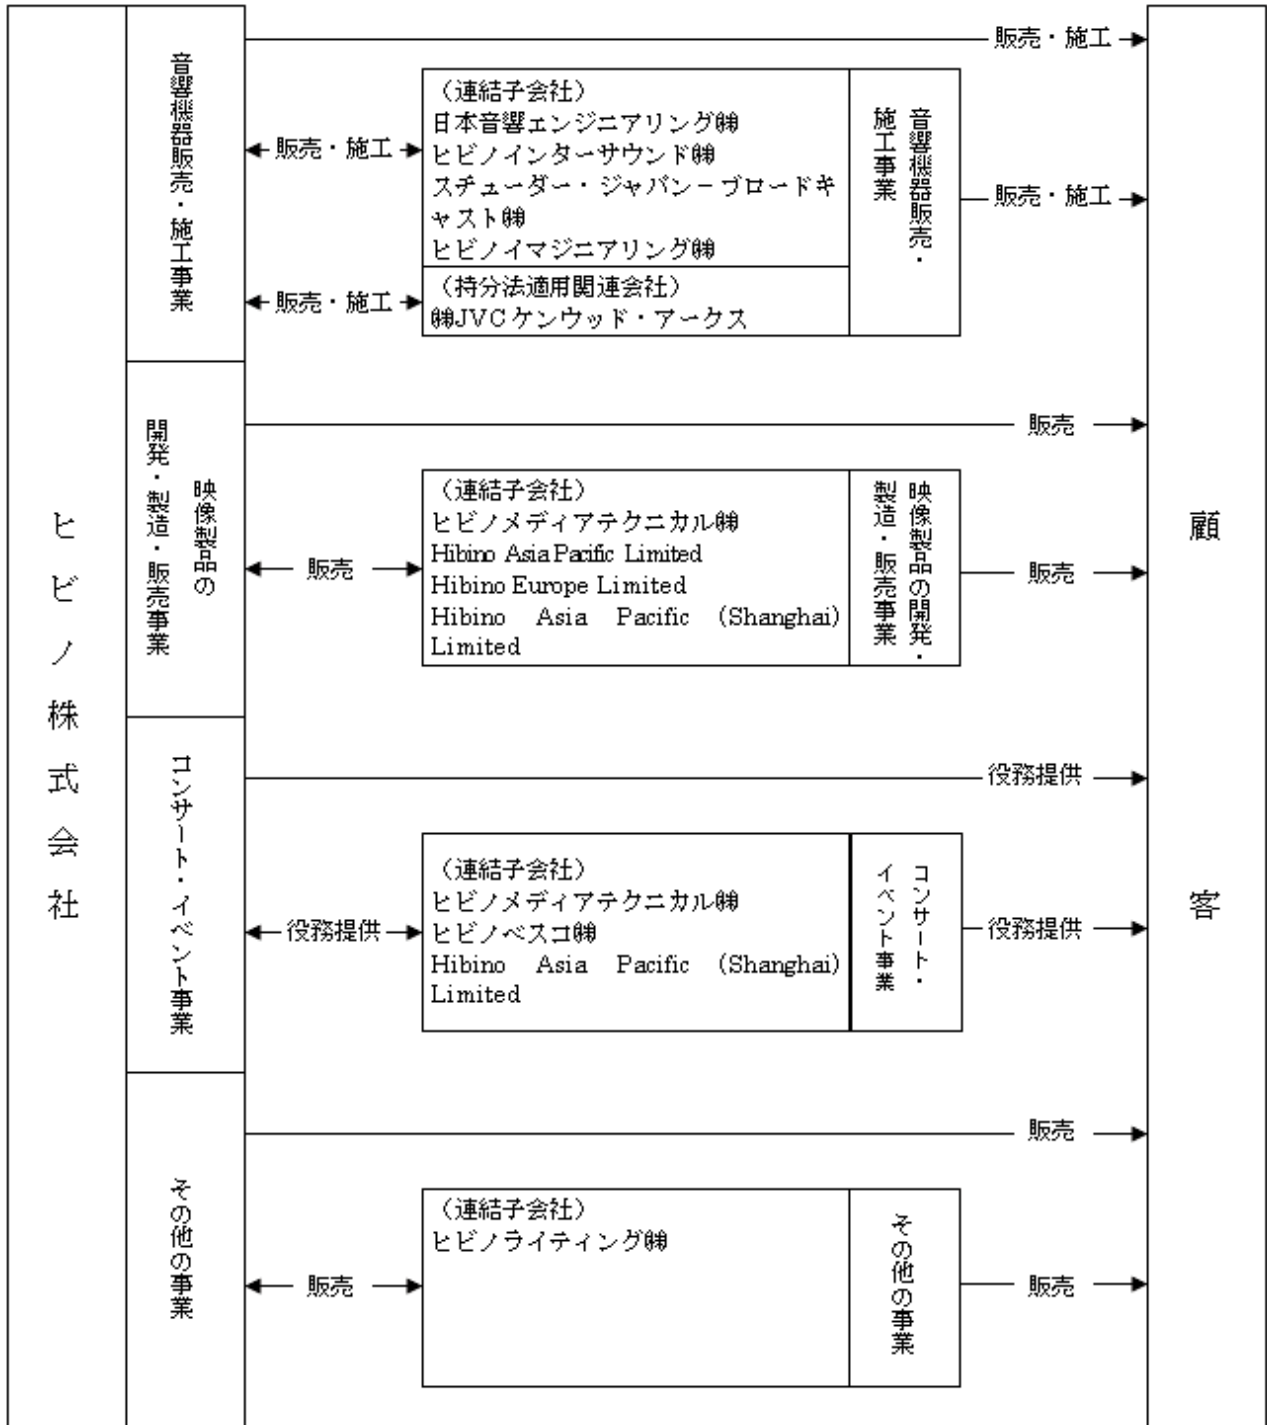 ヒビノ株式会社
音響機器販売・施工事業
販売・施工
販売・施工
(連結子会社)
日本音響エンジニアリング㈱
ヒビノインターサウンド㈱
スチューダー・ジャパン−ブロードキ
ャスト㈱
ヒビノイマジニアリング㈱
販売・施工
(持分法適用関連会社)
㈱JVCケンウッド・アークス
音響機器販売・
施工事業
販売・施工
映像製品の
開発・製造・販売事業
販売
販売
(連結子会社)
ヒビノメディアテクニカル㈱
Hibino Asia Pacific Limited
Hibino Europe Limited
Hibino Asia Pacific (Shanghai)
Limited
映像製品の開発・
製造・販売事業
販売
コンサート・イベント事業
役務提供
役務提供
(連結子会社)
ヒビノメディアテクニカル㈱
ヒビノベスコ㈱
Hibino Asia Pacific (Shanghai)
Limited
コンサート・
イベント事業
役務提供
その他の事業
販売
販売
(連結子会社)
ヒビノライティング㈱
その他の事業
販売
顧客